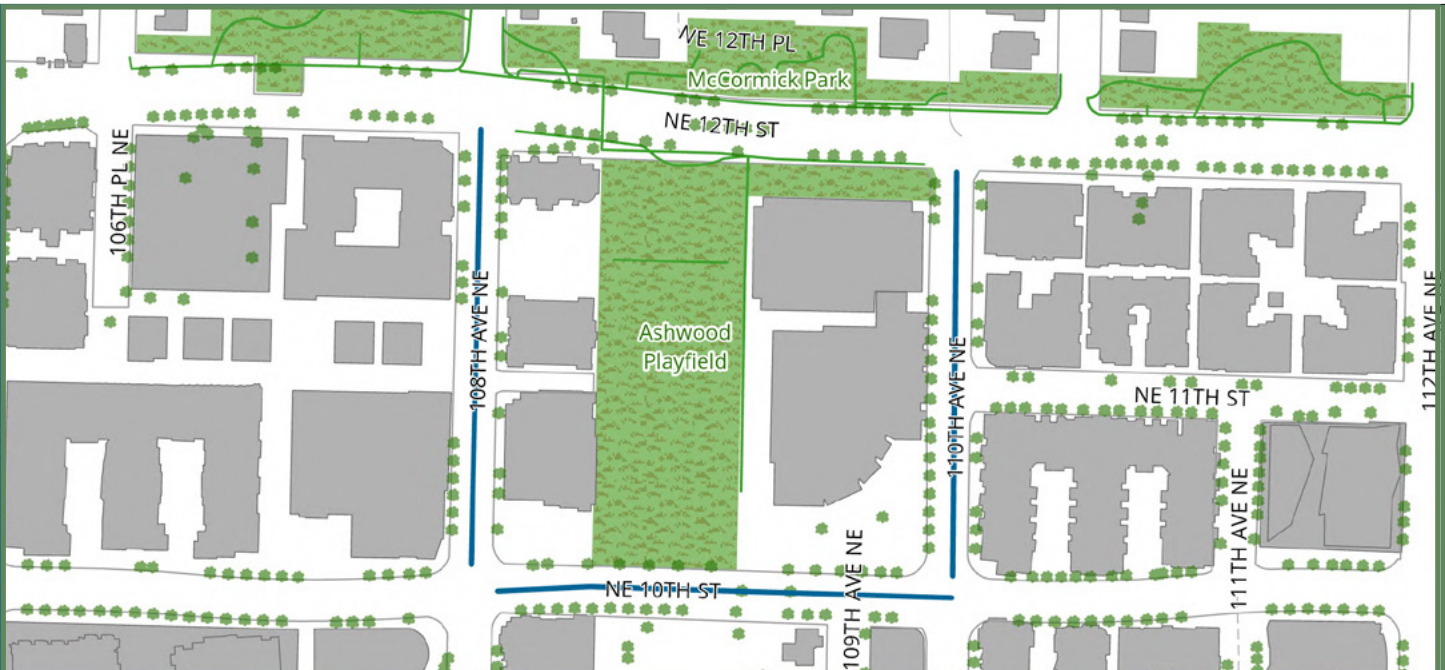 NE 12TH PL
McCormick Park
NE 12TH ST
106TH PL NE
108TH AVE NE
Ashwood
Playfield
110TH AVE NE
112TH AVE NE
NE 11TH ST
111TH AVE NE
NE 10TH ST
109TH AVE NE